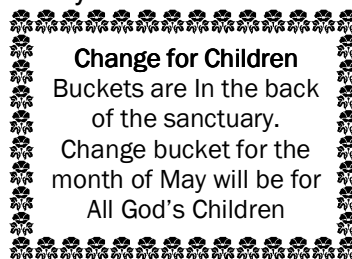 Change for Children
Buckets are In the back
of the sanctuary.
Change bucket for the
month of May will be for
All God's Children